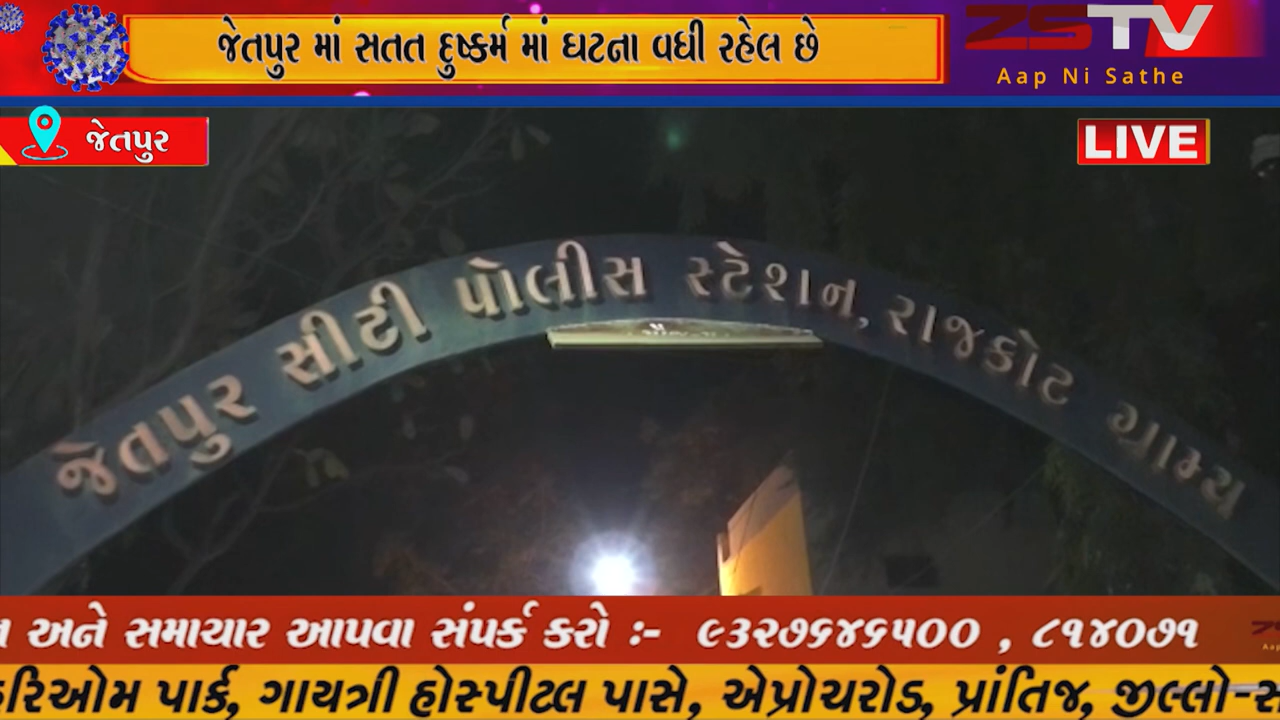 જેતપુર માં સતત દુષ્કર્મ માં ઘટના વધી રહેલ છે
ZSTV
Aap Ni Sathe
જેતપુર
LIVE
જેતપુર સીટી પોલીસ સ્ટેશન, રાજકોટ ગ્રામ્ય
અને સમાચાર આપવા સંપર્ક કરો :- ૯૩૨૭૬૪૬૫૦૦ , ૮૧૪૦૭૧
હરિઓમ પાર્ક, ગાયત્રી હોસ્પીટલ પાસે, એપ્રોચરોડ, પ્રાંતિજ, જીલ્લો-સ